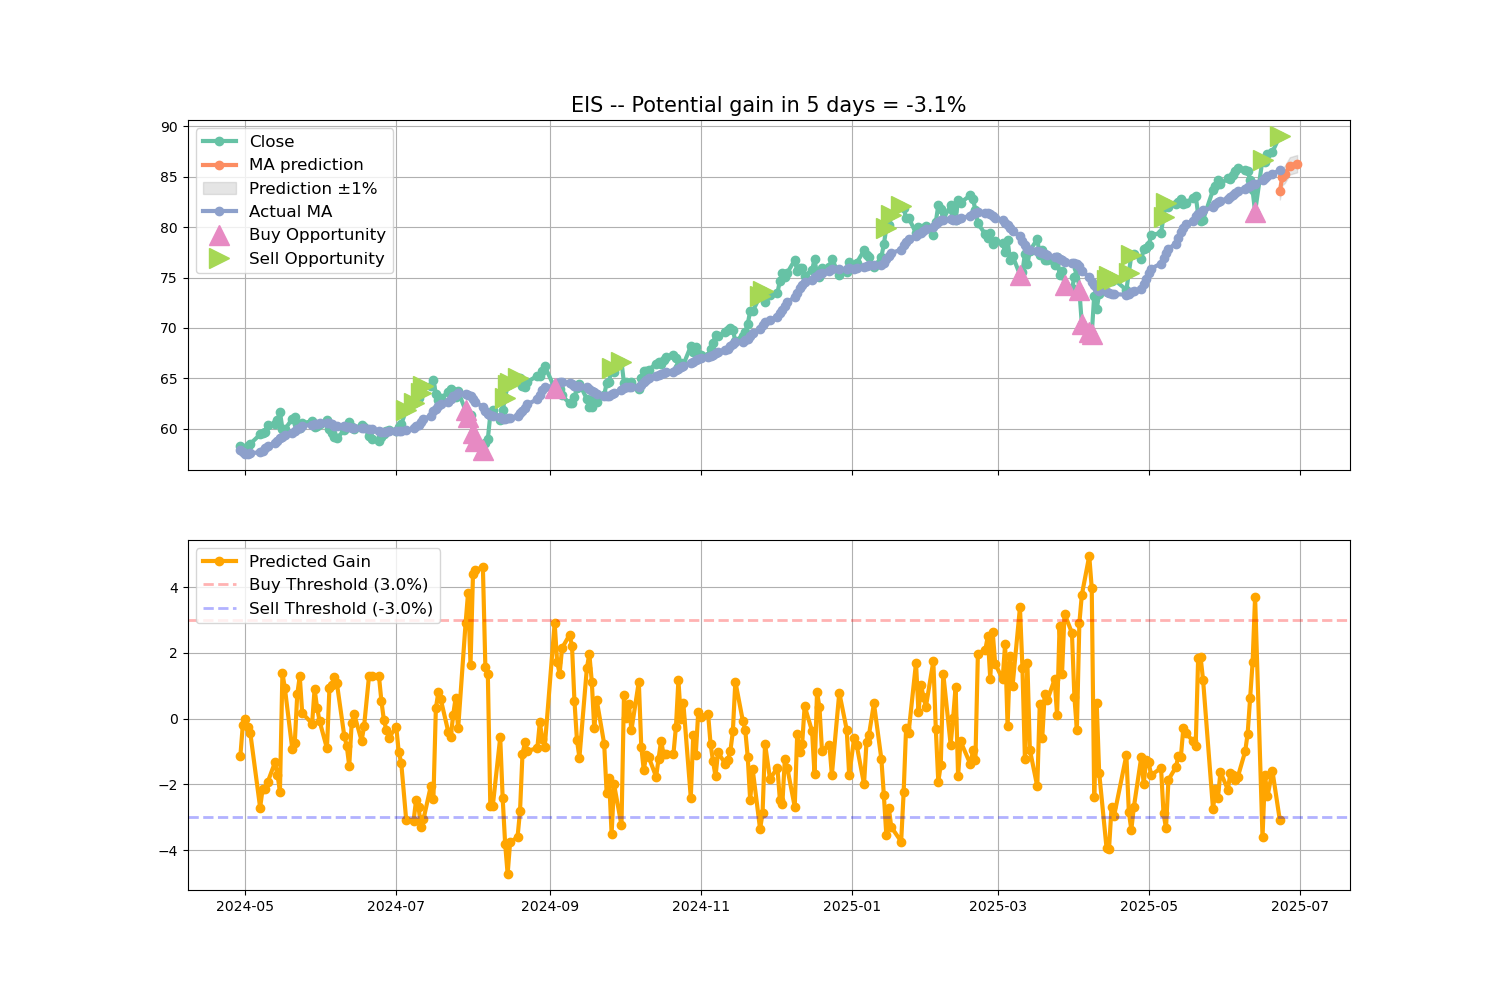 EIS -- Potential gain in 5 days = -3.1%
90
85
80
75
70
65
60
Close
MA prediction
Prediction ±1%
Actual MA
Buy Opportunity
Sell Opportunity
4
2
0
−2
−4
Predicted Gain
Buy Threshold (3.0%)
Sell Threshold (-3.0%)
2024-05
2024-07
2024-09
2024-11
2025-01
2025-03
2025-05
2025-07